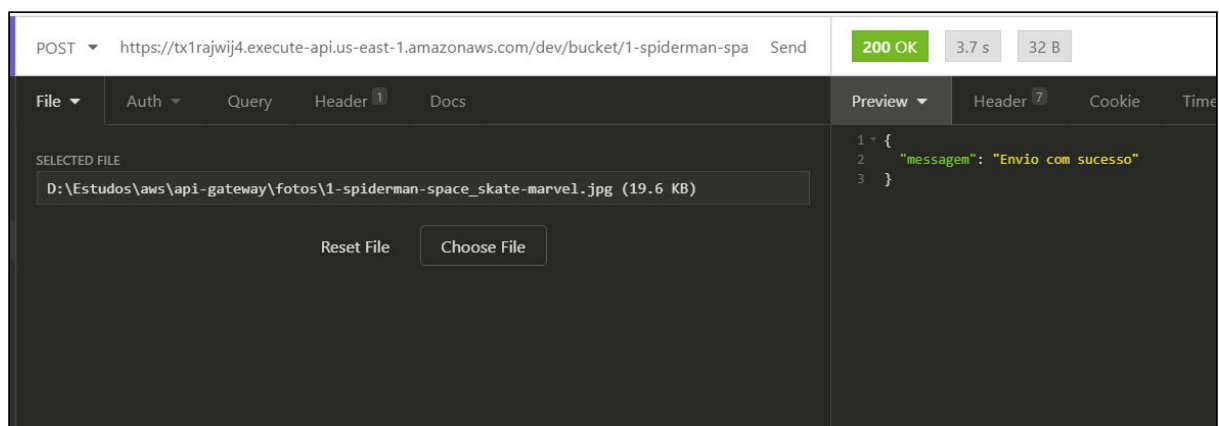 POST https://tx1rajwij4.execute-api.us-east-1.amazonaws.com/dev/bucket/1-spiderman-spa Send 200 OK 3.7 s 32 B
File Auth Query Header 1 Docs
SELECTED FILE
D:\Estudos\aws\api-gateway\fotos\1-spiderman-space_skate-marvel.jpg (19.6 KB)
Reset File Choose File
Preview Header 7 Cookie Time
1 {
2 "messagem": "Envio com sucesso"
3 }